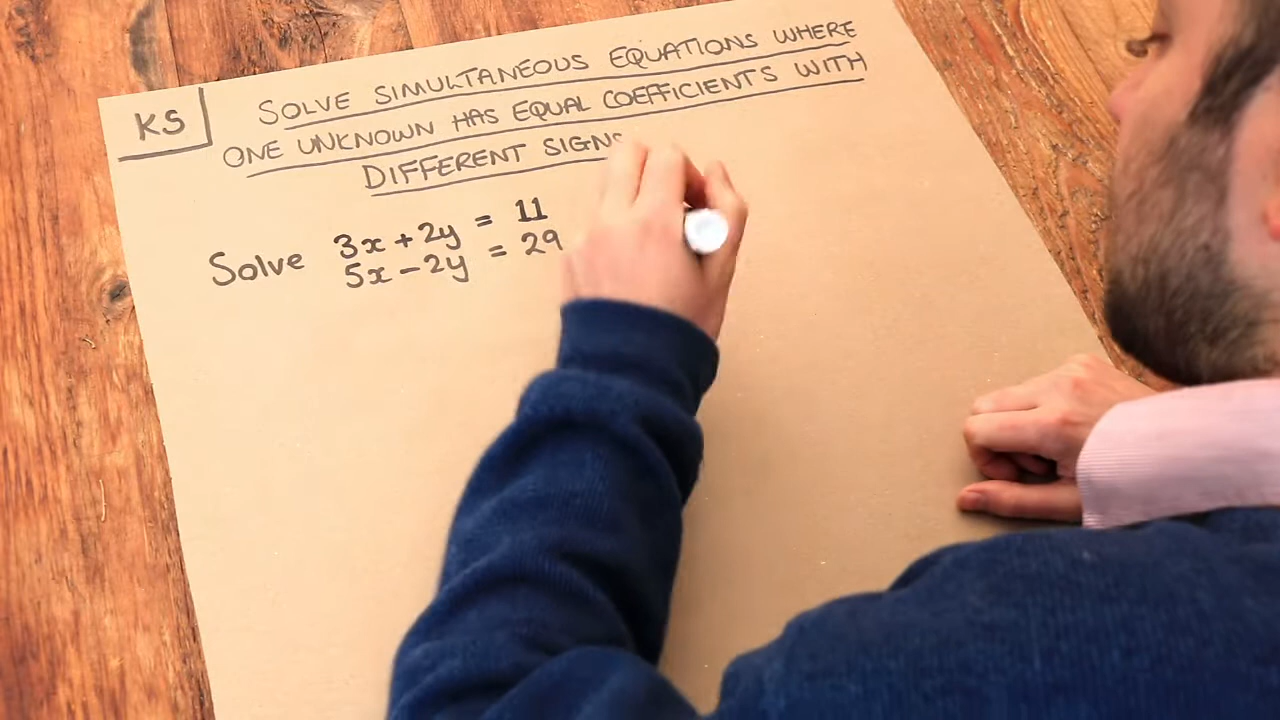 K5
SOLVE SIMULTANEOUS EQUATIONS WHERE
ONE UNKNOWN HAS EQUAL COEFFICIENTS WITH
DIFFERENT SIGNS
Solve 3x + 2y = 11
5x - 2y = 29